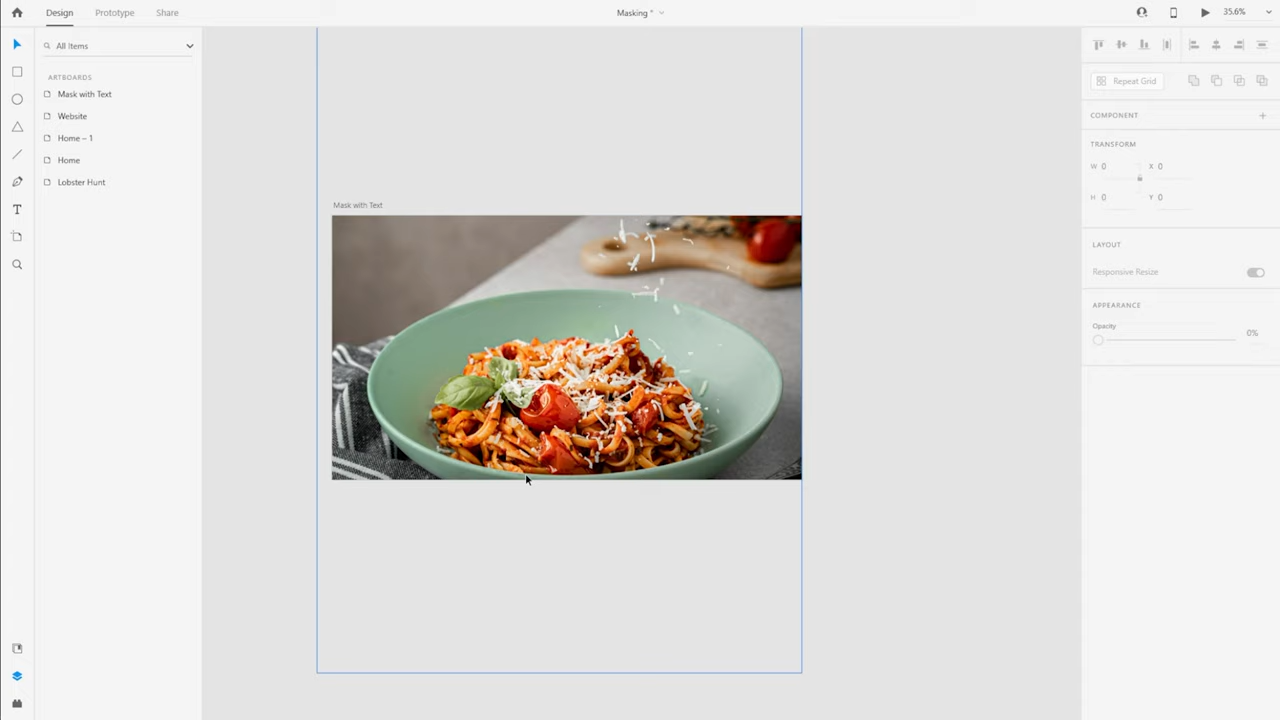 Design Prototype Share Masking * 35.6%
All Items
ARTBOARDS
Mask with Text
Website
Home – 1
Home
Lobster Hunt
Mask with Text
Repeat Grid
COMPONENT
TRANSFORM
W 0 X 0
H 0 Y 0
LAYOUT
Responsive Resize
APPEARANCE
Opacity
0%